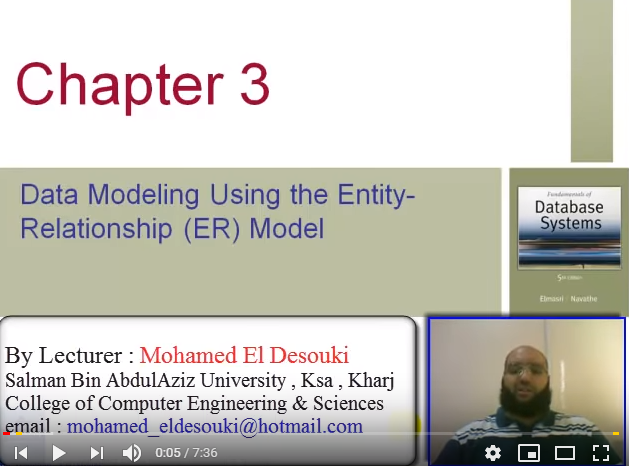 Chapter 3
Data Modeling Using the Entity-
Relationship (ER) Model
Fundamentals of
Database
Systems
5TH EDITION
Elmasri Navathe
By Lecturer : Mohamed El Desouki
Salman Bin AbdulAziz University , Ksa , Kharj
College of Computer Engineering & Sciences
email : mohamed_eldesouki@hotmail.com
0:05 / 7:36